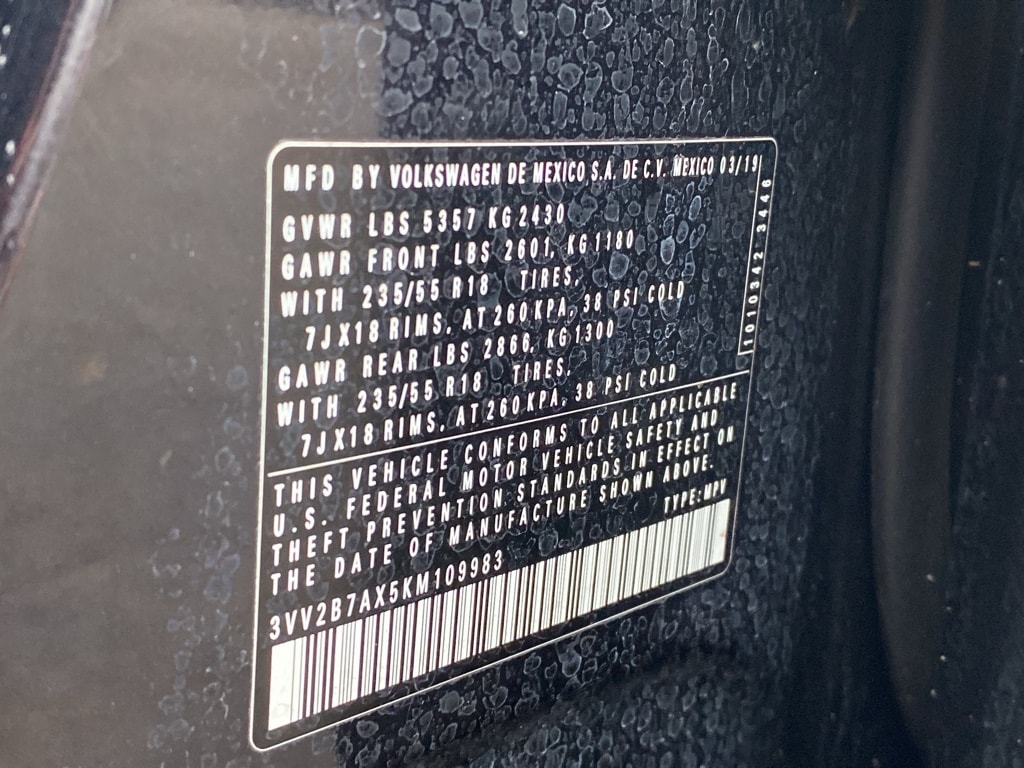 MFD BY VOLKSWAGEN DE MEXICO S.A. DE C.V. MEXICO 03/19
GVWR LBS 5357 KG 2430
GAWR FRONT LBS 2601, KG 1180
WITH 235/55 R18 TIRES,
7JX18 RIMS, AT 260 KPA, 38 PSI COLD
GAWR REAR LBS 2866, KG 1300
WITH 235/55 R18 TIRES,
7JX18 RIMS, AT 260 KPA, 38 PSI COLD
1010342 3446
THIS VEHICLE CONFORMS TO ALL APPLICABLE
U.S. FEDERAL MOTOR VEHICLE SAFETY AND
THEFT PREVENTION STANDARDS IN EFFECT ON
THE DATE OF MANUFACTURE SHOWN ABOVE.
3VV2B7AX5KM109983 TYPE: MPV